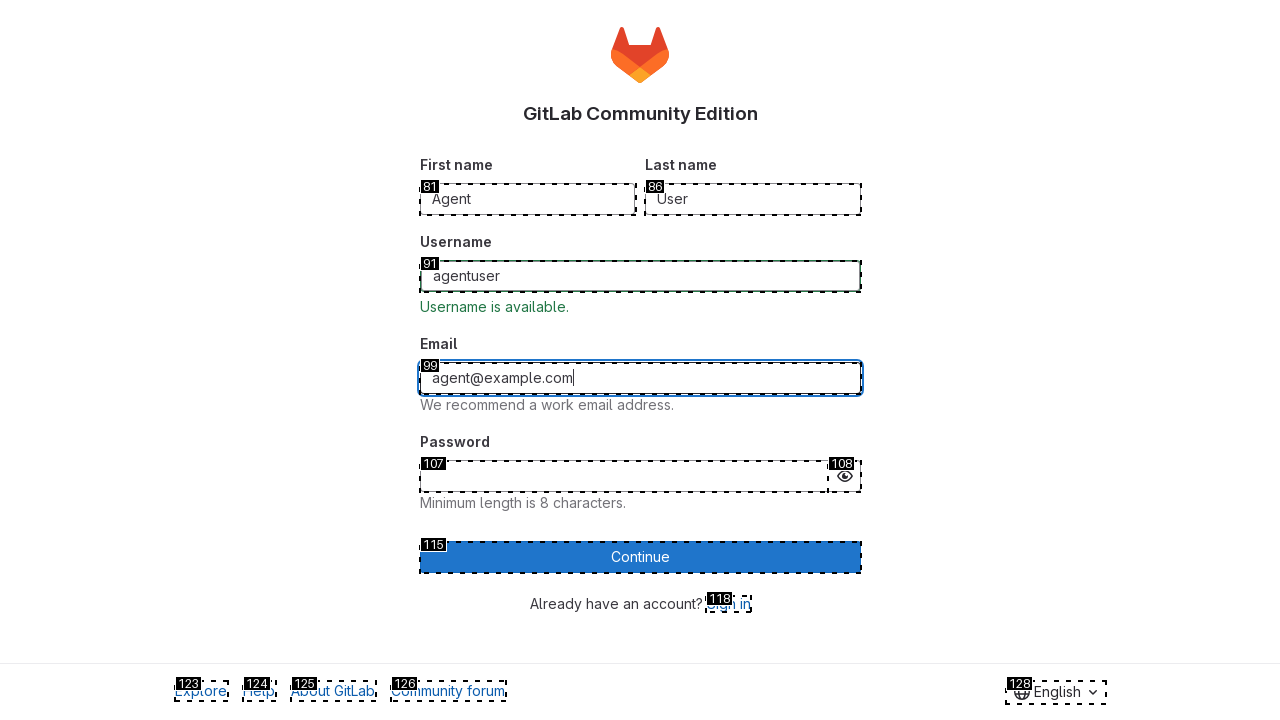 GitLab Community Edition
First name Last name
81 Agent 86 User
Username
91 agentuser
Username is available.
Email
99 agent@example.com
We recommend a work email address.
Password
107 108
Minimum length is 8 characters.
115 Continue
Already have an account? 118 Sign in
123 Explore 124 Help 125 About GitLab 126 Community forum 128 English